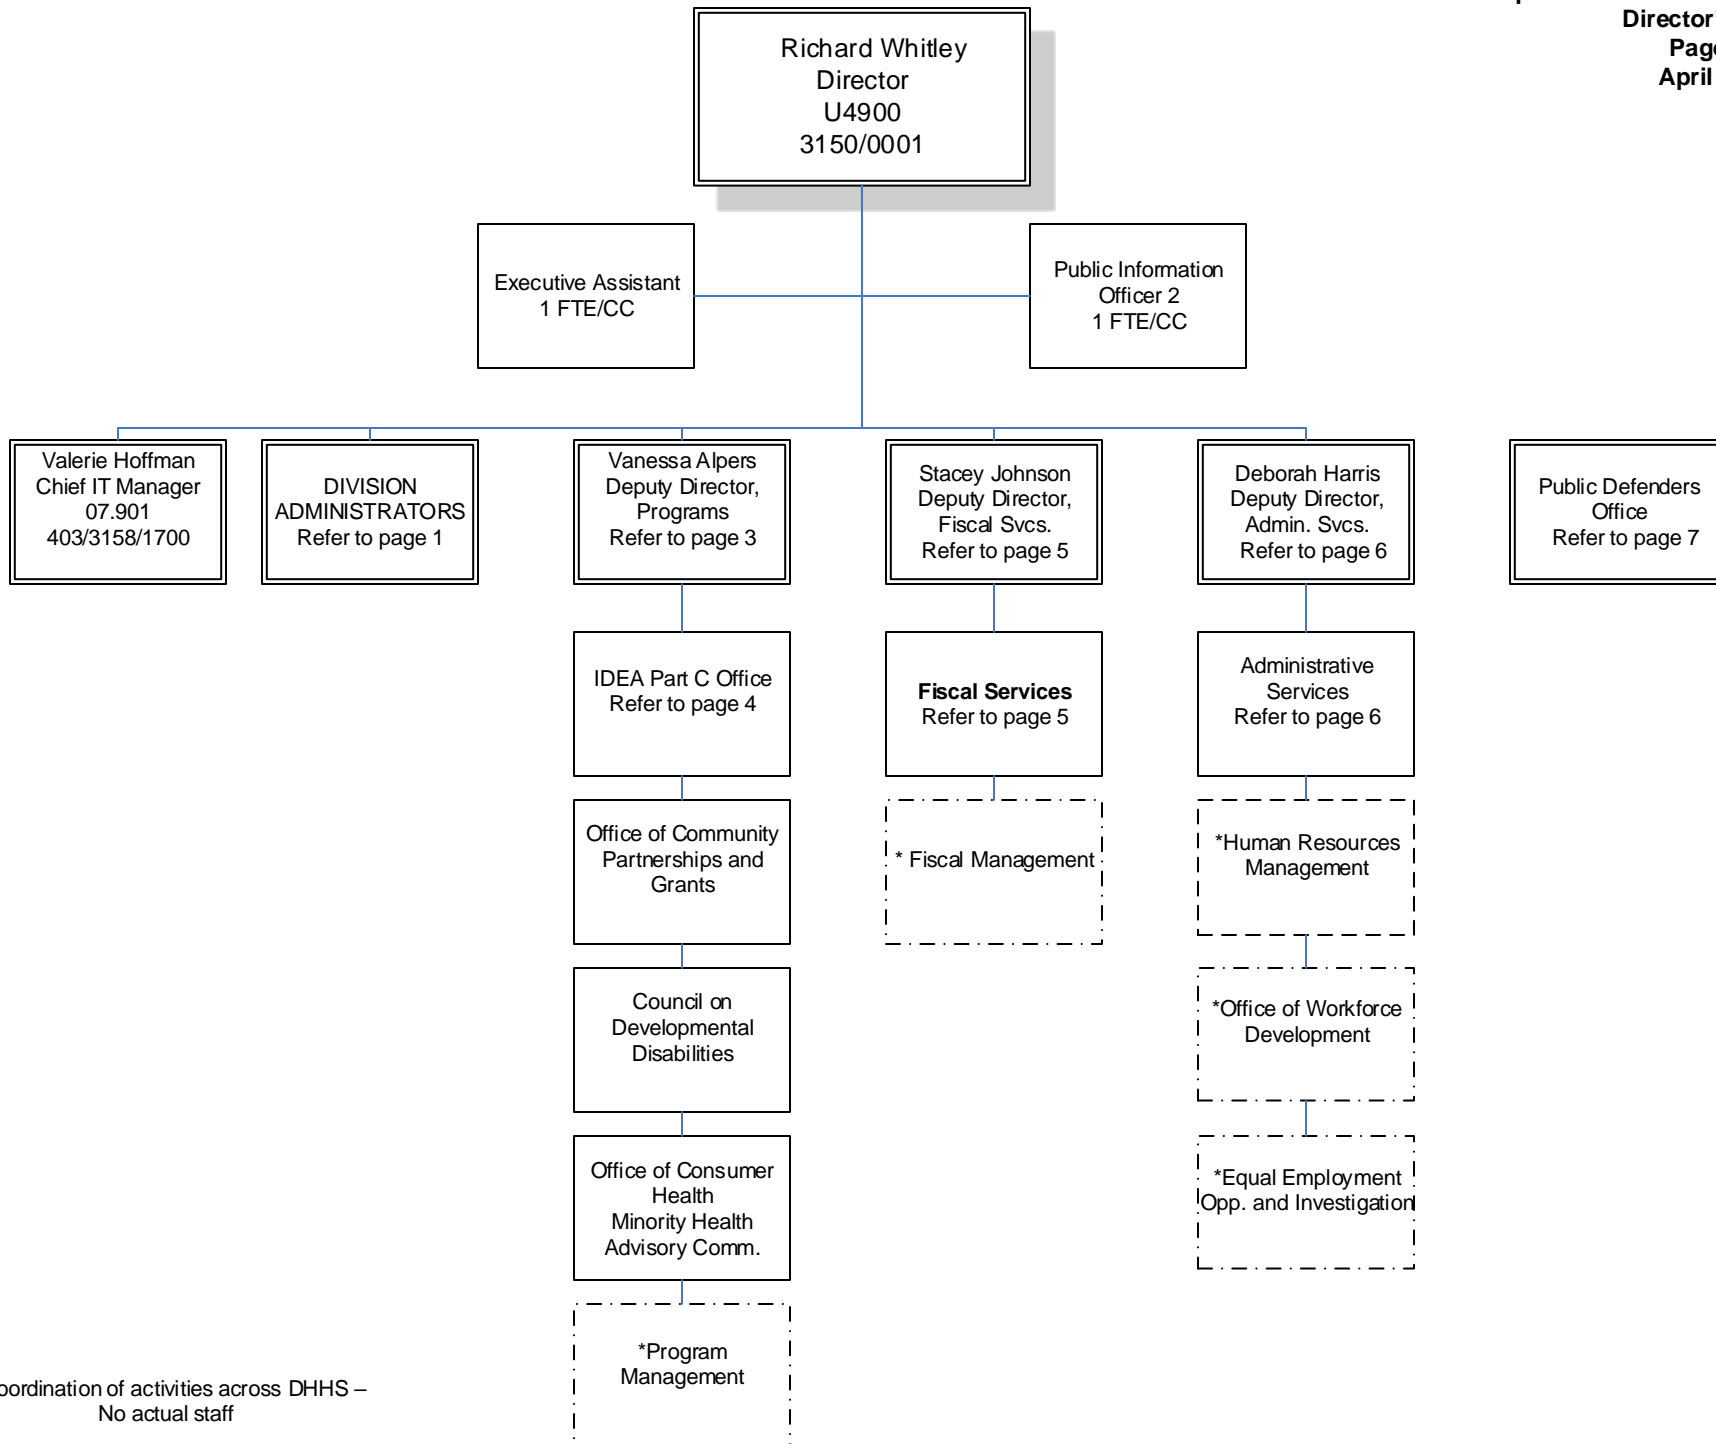 Director'
Page
April
Richard Whitley
Director
U4900
3150/0001
Executive Assistant
1 FTE/CC
Public Information
Officer 2
1 FTE/CC
Valerie Hoffman
Chief IT Manager
07.901
403/3158/1700
DIVISION
ADMINISTRATORS
Refer to page 1
Vanessa Alpers
Deputy Director,
Programs
Refer to page 3
Stacey Johnson
Deputy Director,
Fiscal Svcs.
Refer to page 5
Deborah Harris
Deputy Director,
Admin. Svcs.
Refer to page 6
Public Defenders
Office
Refer to page 7
IDEA Part C Office
Refer to page 4
Fiscal Services
Refer to page 5
Administrative
Services
Refer to page 6
Office of Community
Partnerships and
Grants
* Fiscal Management
*Human Resources
Management
Council on
Developmental
Disabilities
*Office of Workforce
Development
Office of Consumer
Health
Minority Health
Advisory Comm.
*Equal Employment
Opp. and Investigation
*Program
Management
oordination of activities across DHHS –
No actual staff